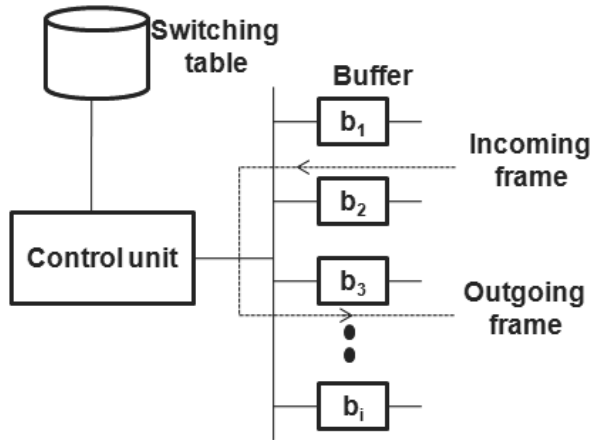 Switching
table
Buffer
b1
Incoming
frame
b2
Control unit
b3
Outgoing
frame
bi